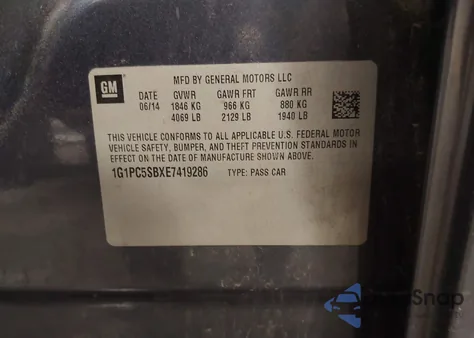 GM
MFD BY GENERAL MOTORS LLC
DATE GVWR GAWR FRT GAWR RR
06/14 1846 KG 966 KG 880 KG
4069 LB 2129 LB 1940 LB
THIS VEHICLE CONFORMS TO ALL APPLICABLE U.S. FEDERAL MOTOR
VEHICLE SAFETY, BUMPER, AND THEFT PREVENTION STANDARDS IN
EFFECT ON THE DATE OF MANUFACTURE SHOWN ABOVE.
1G1PC5SBXE7419286 TYPE: PASS CAR